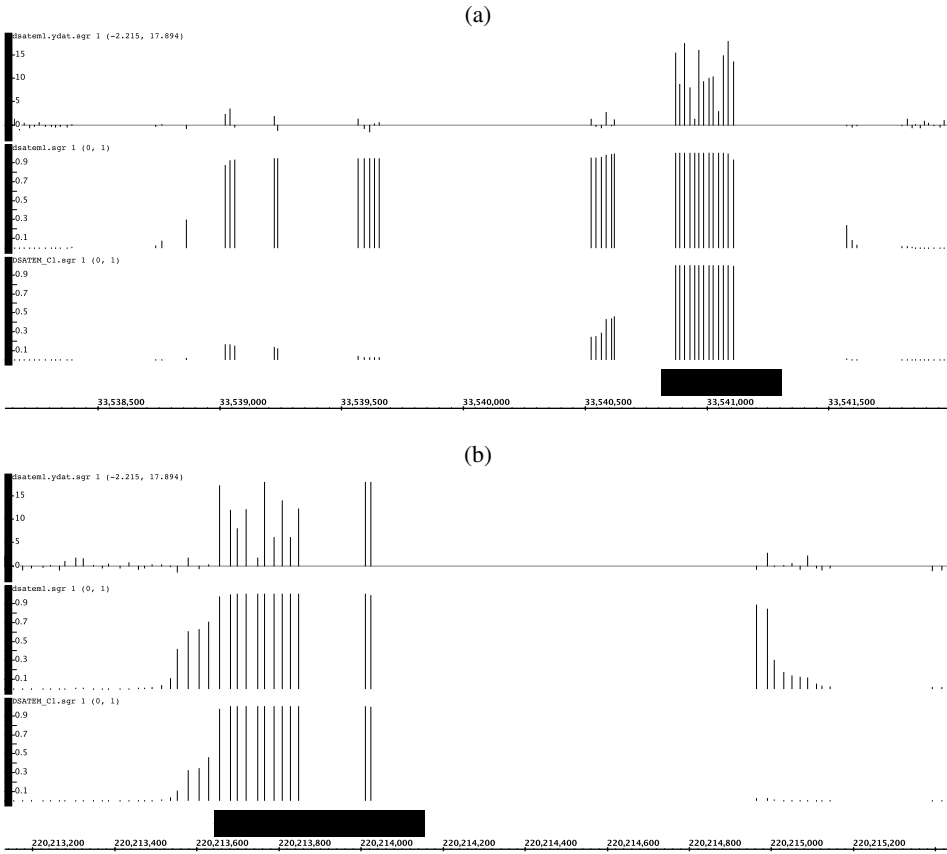 (a)
dsatem1.ydat.sgr 1 (-2.215, 17.894)
15
10
5
0
dsatem1.sgr 1 (0, 1)
0.9
0.7
0.5
0.3
0.1
DSATEM_C1.sgr 1 (0, 1)
0.9
0.7
0.5
0.3
0.1
33,538,500 33,539,000 33,539,500 33,540,000 33,540,500 33,541,000 33,541,500
(b)
dsatem1.ydat.sgr 1 (-2.215, 17.894)
15
10
5
0
dsatem1.sgr 1 (0, 1)
0.9
0.7
0.5
0.3
0.1
DSATEM_C1.sgr 1 (0, 1)
0.9
0.7
0.5
0.3
0.1
220,213,200 220,213,400 220,213,600 220,213,800 220,214,000 220,214,200 220,214,400 220,214,600 220,214,800 220,215,000 220,215,200